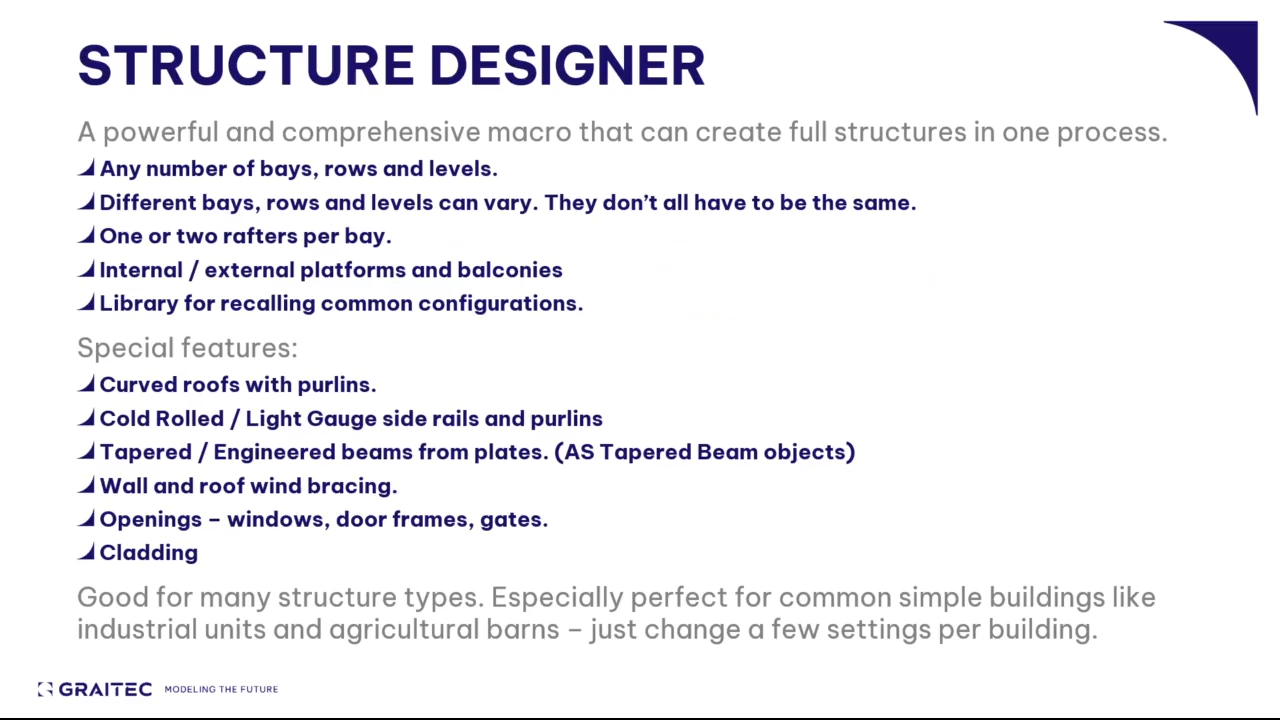 STRUCTURE DESIGNER
A powerful and comprehensive macro that can create full structures in one process.
Any number of bays, rows and levels.
Different bays, rows and levels can vary. They don’t all have to be the same.
One or two rafters per bay.
Internal / external platforms and balconies
Library for recalling common configurations.
Special features:
Curved roofs with purlins.
Cold Rolled / Light Gauge side rails and purlins
Tapered / Engineered beams from plates. (AS Tapered Beam objects)
Wall and roof wind bracing.
Openings – windows, door frames, gates.
Cladding
Good for many structure types. Especially perfect for common simple buildings like
industrial units and agricultural barns – just change a few settings per building.
GRAITEC MODELING THE FUTURE